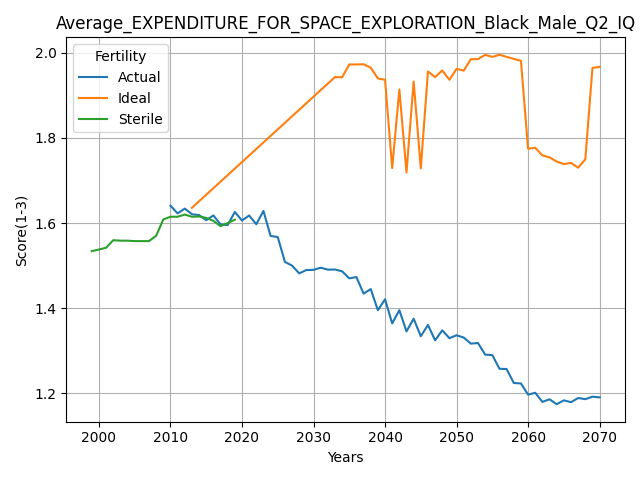 Average_EXPENDITURE_FOR_SPACE_EXPLORATION_Black_Male_Q2_IQ
Fertility
Actual
Ideal
Sterile
Score(1-3)
2.0
1.8
1.6
1.4
1.2
2000 2010 2020 2030 2040 2050 2060 2070
Years